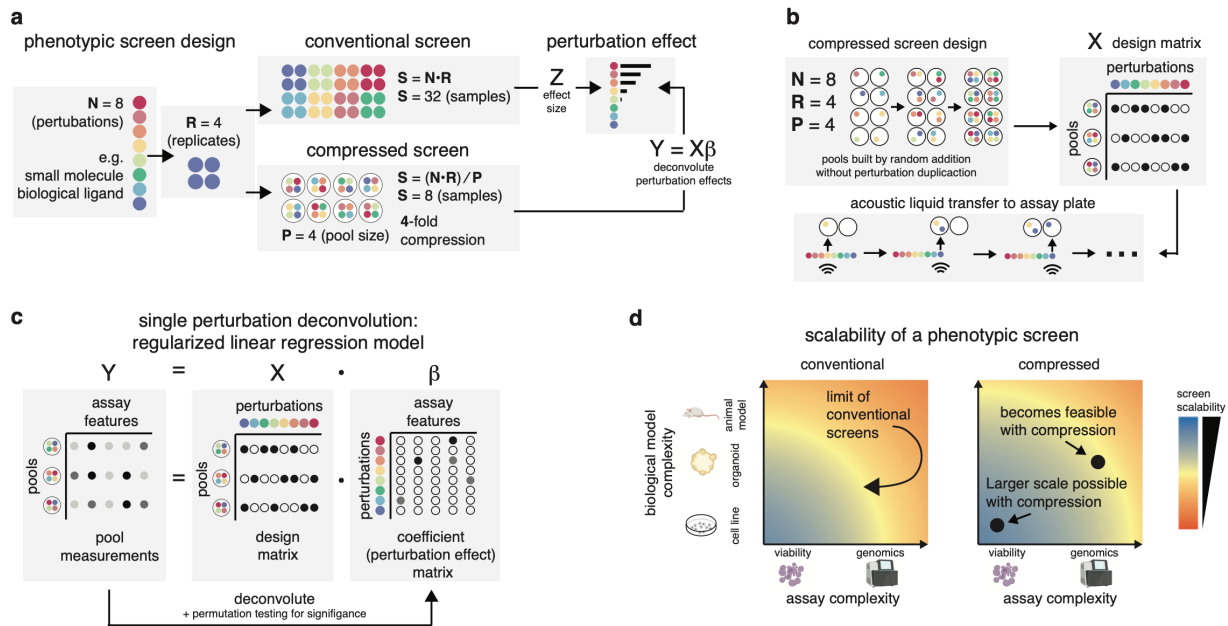 a
phenotypic screen design
N = 8
(pertubations)
e.g.
small molecule
biological ligand
R = 4
(replicates)
conventional screen
S = N•R
S = 32 (samples)
compressed screen
S = (N•R) / P
S = 8 (samples)
4-fold
compression
P = 4 (pool size)
perturbation effect
Z
effect
size
Y = Xβ
deconvolve
perturbation effects
b
compressed screen design
N = 8
R = 4
P = 4
pools built by random addition
without perturbation duplicaction
X design matrix
perturbations
pools
acoustic liquid transfer to assay plate
c
single perturbation deconvolution:
regularized linear regression model
Y = X · β
assay
features
pools
pool
measurements
=
perturbations
pools
design
matrix
·
assay
features
perturbations
coefficient
(perturbation effect)
matrix
deconvolute
+ permutation testing for signifigance
d
scalability of a phenotypic screen
conventional
compressed
biological model
complexity
animal
model
organoid
cell line
limit of
conventional
screens
viability
genomics
assay complexity
becomes feasible
with compression
Larger scale possible
with compression
viability
genomics
assay complexity
screen
scalability